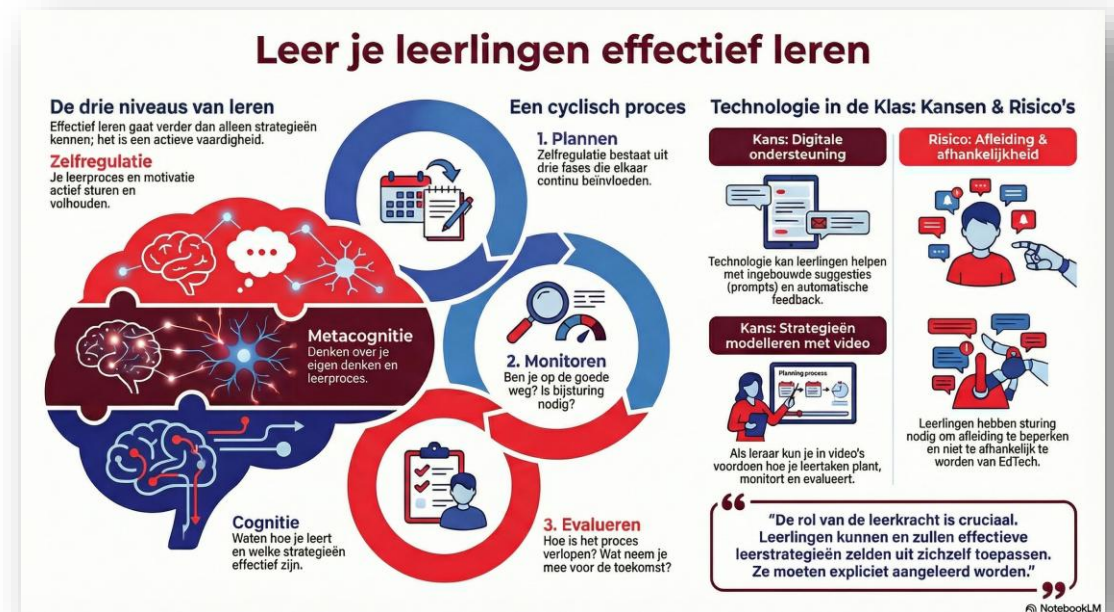 Leer je leerlingen effectief leren
De drie niveaus van leren
Effectief leren gaat verder dan alleen strategieën
kennen; het is een actieve vaardigheid.
Zelfregulatie
Je leerproces en motivatie
actief sturen en
volhouden.
Metacognitie
Denken over je
eigen denken en
leerproces.
Cognitie
Waten hoe je leert
en welke strategieën
effectief zijn.
Een cyclisch proces
1. Plannen
Zelfregulatie bestaat uit
drie fases die elkaar
continu beïnvloeden.
2. Monitoren
Ben je op de goede
weg? Is bijsturing
nodig?
3. Evalueren
Hoe is het proces
verlopen? Wat neem je
mee voor de toekomst?
Technologie in de Klas: Kansen & Risico's
Kans: Digitale
ondersteuning
Technologie kan leerlingen helpen
met ingebouwde suggesties
(prompts) en automatische
feedback.
Kans: Strategieën
modelleren met video
Planning process
Als leraar kun je in video's
voordoen hoe je leertaken plant,
monitort en evalueert.
Risico: Afleiding &
afhankelijkheid
Leerlingen hebben sturing
nodig om afleiding te beperken
en niet te afhankelijk te
worden van EdTech.
"De rol van de leerkracht is cruciaal.
Leerlingen kunnen en zullen effectieve
leerstrategieën zelden uit zichzelf toepassen.
Ze moeten expliciet aangeleerd worden."
NotebookLM